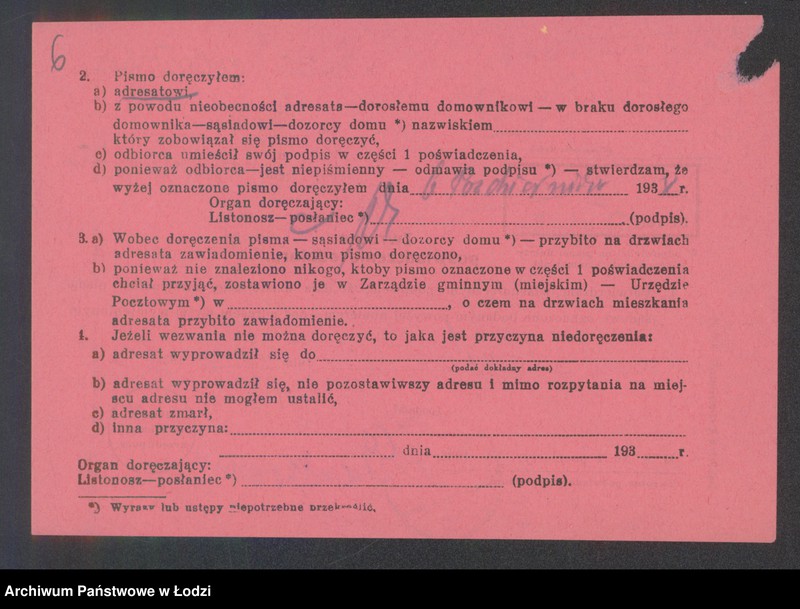 6
2. Pismo doręczyłem:
a) adresatowi,
b) z powodu nieobecności adresata—dorosłemu domownikowi — w braku dorosłego
domownika—sąsiadowi—dozorcy domu *) nazwiskiem
który zobowiązał się pismo doręczyć,
c) odbiorca umieścił swój podpis w części 1 poświadczenia,
d) ponieważ odbiorca—jest niepiśmienny — odmawia podpisu *) — stwierdzam, że
wyżej oznaczone pismo doręczyłem dnia 6 193 r.
Organ doręczający:
Listonosz—posłaniec *) (podpis).
3. a) Wobec doręczenia pisma — sąsiadowi — dozorcy domu *) — przybito na drzwiach
adresata zawiadomienie, komu pismo doręczono,
b) ponieważ nie znaleziono nikogo, ktoby pismo oznaczone w części 1 poświadczenia
chciał przyjąć, zostawiono je w Zarządzie gminnym (miejskim) — Urzędzie
Pocztowym *) w , o czem na drzwiach mieszkania
adresata przybito zawiadomienie.
4. Jeżeli wezwania nie można doręczyć, to jaka jest przyczyna niedoręczenia:
a) adresat wyprowadził się do
(podać dokładny adres)
b) adresat wyprowadził się, nie pozostawiwszy adresu i mimo rozpytania na miej-
scu adresu nie mogłem ustalić,
c) adresat zmarł,
d) inna przyczyna:
dnia 193 r.
Organ doręczający:
Listonosz—posłaniec *) (podpis).
*) Wyrazy lub ustępy niepotrzebne przekreślić.
Archiwum Państwowe w Łodzi